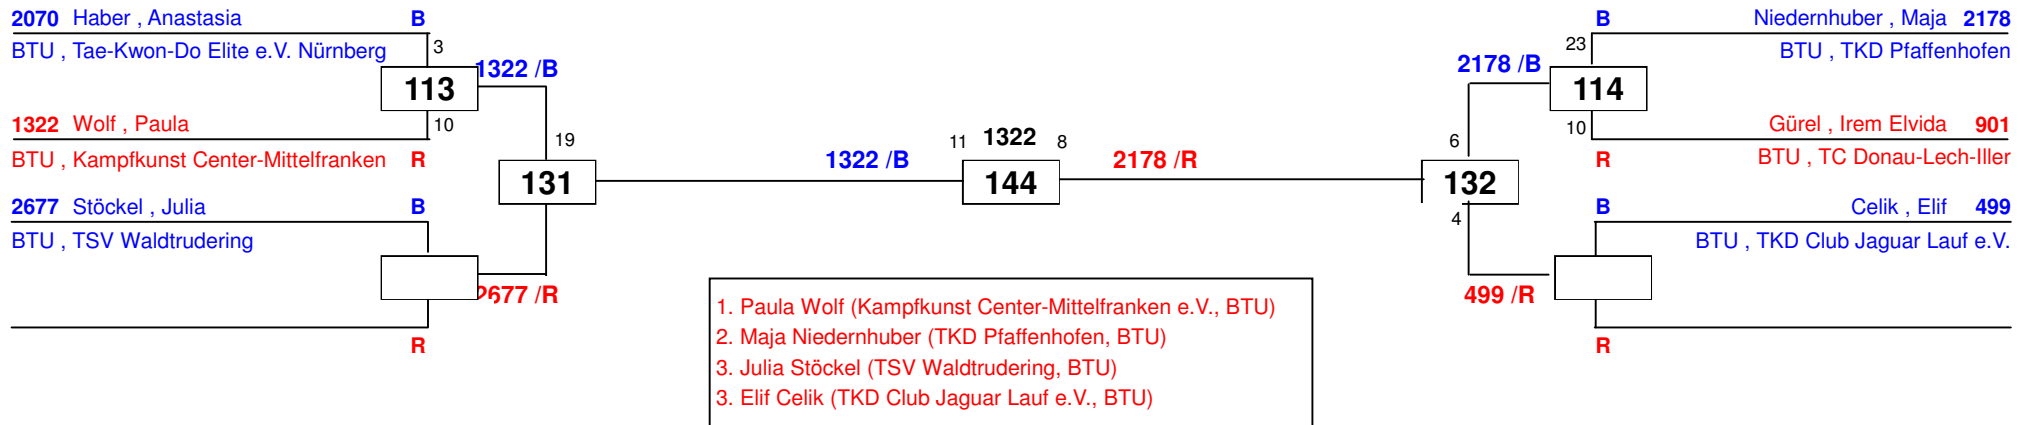 2070 Haber , Anastasia B
BTU , Tae-Kwon-Do Elite e.V. Nürnberg
3
113
1322 /B
10
1322 Wolf , Paula
BTU , Kampfkunst Center-Mittelfranken R
19
131
2677 Stöckel , Julia B
BTU , TSV Waldtrudering
2677 /R
R
1322 /B
11 1322 8
144
2178 /R
B Niedernhuber , Maja 2178
23
BTU , TKD Pfaffenhofen
2178 /B
114
10
Gürel , Irem Elvida 901
R BTU , TC Donau-Lech-Iller
6
132
4
B Celik , Elif 499
BTU , TKD Club Jaguar Lauf e.V.
499 /R
R
1. Paula Wolf (Kampfkunst Center-Mittelfranken e.V., BTU)
2. Maja Niedernhuber (TKD Pfaffenhofen, BTU)
3. Julia Stöckel (TSV Waldtrudering, BTU)
3. Elif Celik (TKD Club Jaguar Lauf e.V., BTU)